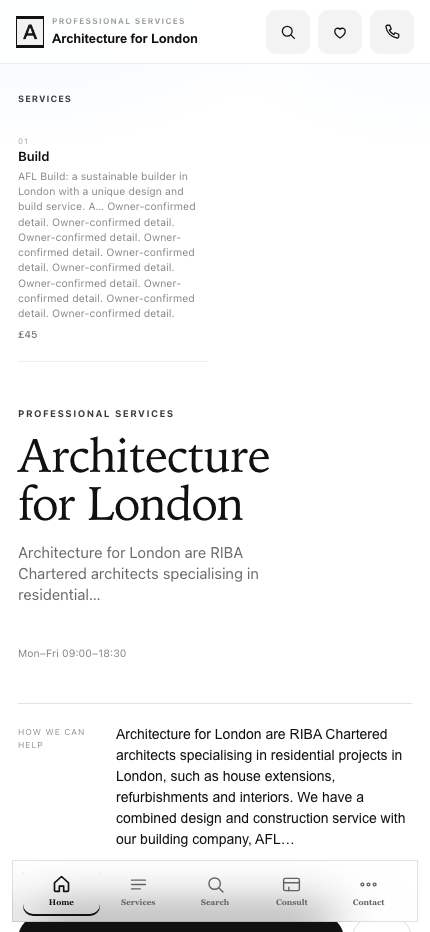 PROFESSIONAL SERVICES
A
Architecture for London
SERVICES
01
Build
AFL Build: a sustainable builder in
London with a unique design and
build service. A... Owner-confirmed
detail. Owner-confirmed detail.
Owner-confirmed detail. Owner-
confirmed detail. Owner-confirmed
detail. Owner-confirmed detail.
Owner-confirmed detail. Owner-
confirmed detail. Owner-confirmed
detail. Owner-confirmed detail.
£45
PROFESSIONAL SERVICES
Architecture
for London
Architecture for London are RIBA
Chartered architects specialising in
residential...
Mon–Fri 09:00–18:30
HOW WE CAN
HELP
Architecture for London are RIBA Chartered
architects specialising in residential projects in
London, such as house extensions,
refurbishments and interiors. We have a
combined design and construction service with
our building company, AFL…
Home
Services
Search
Consult
Contact